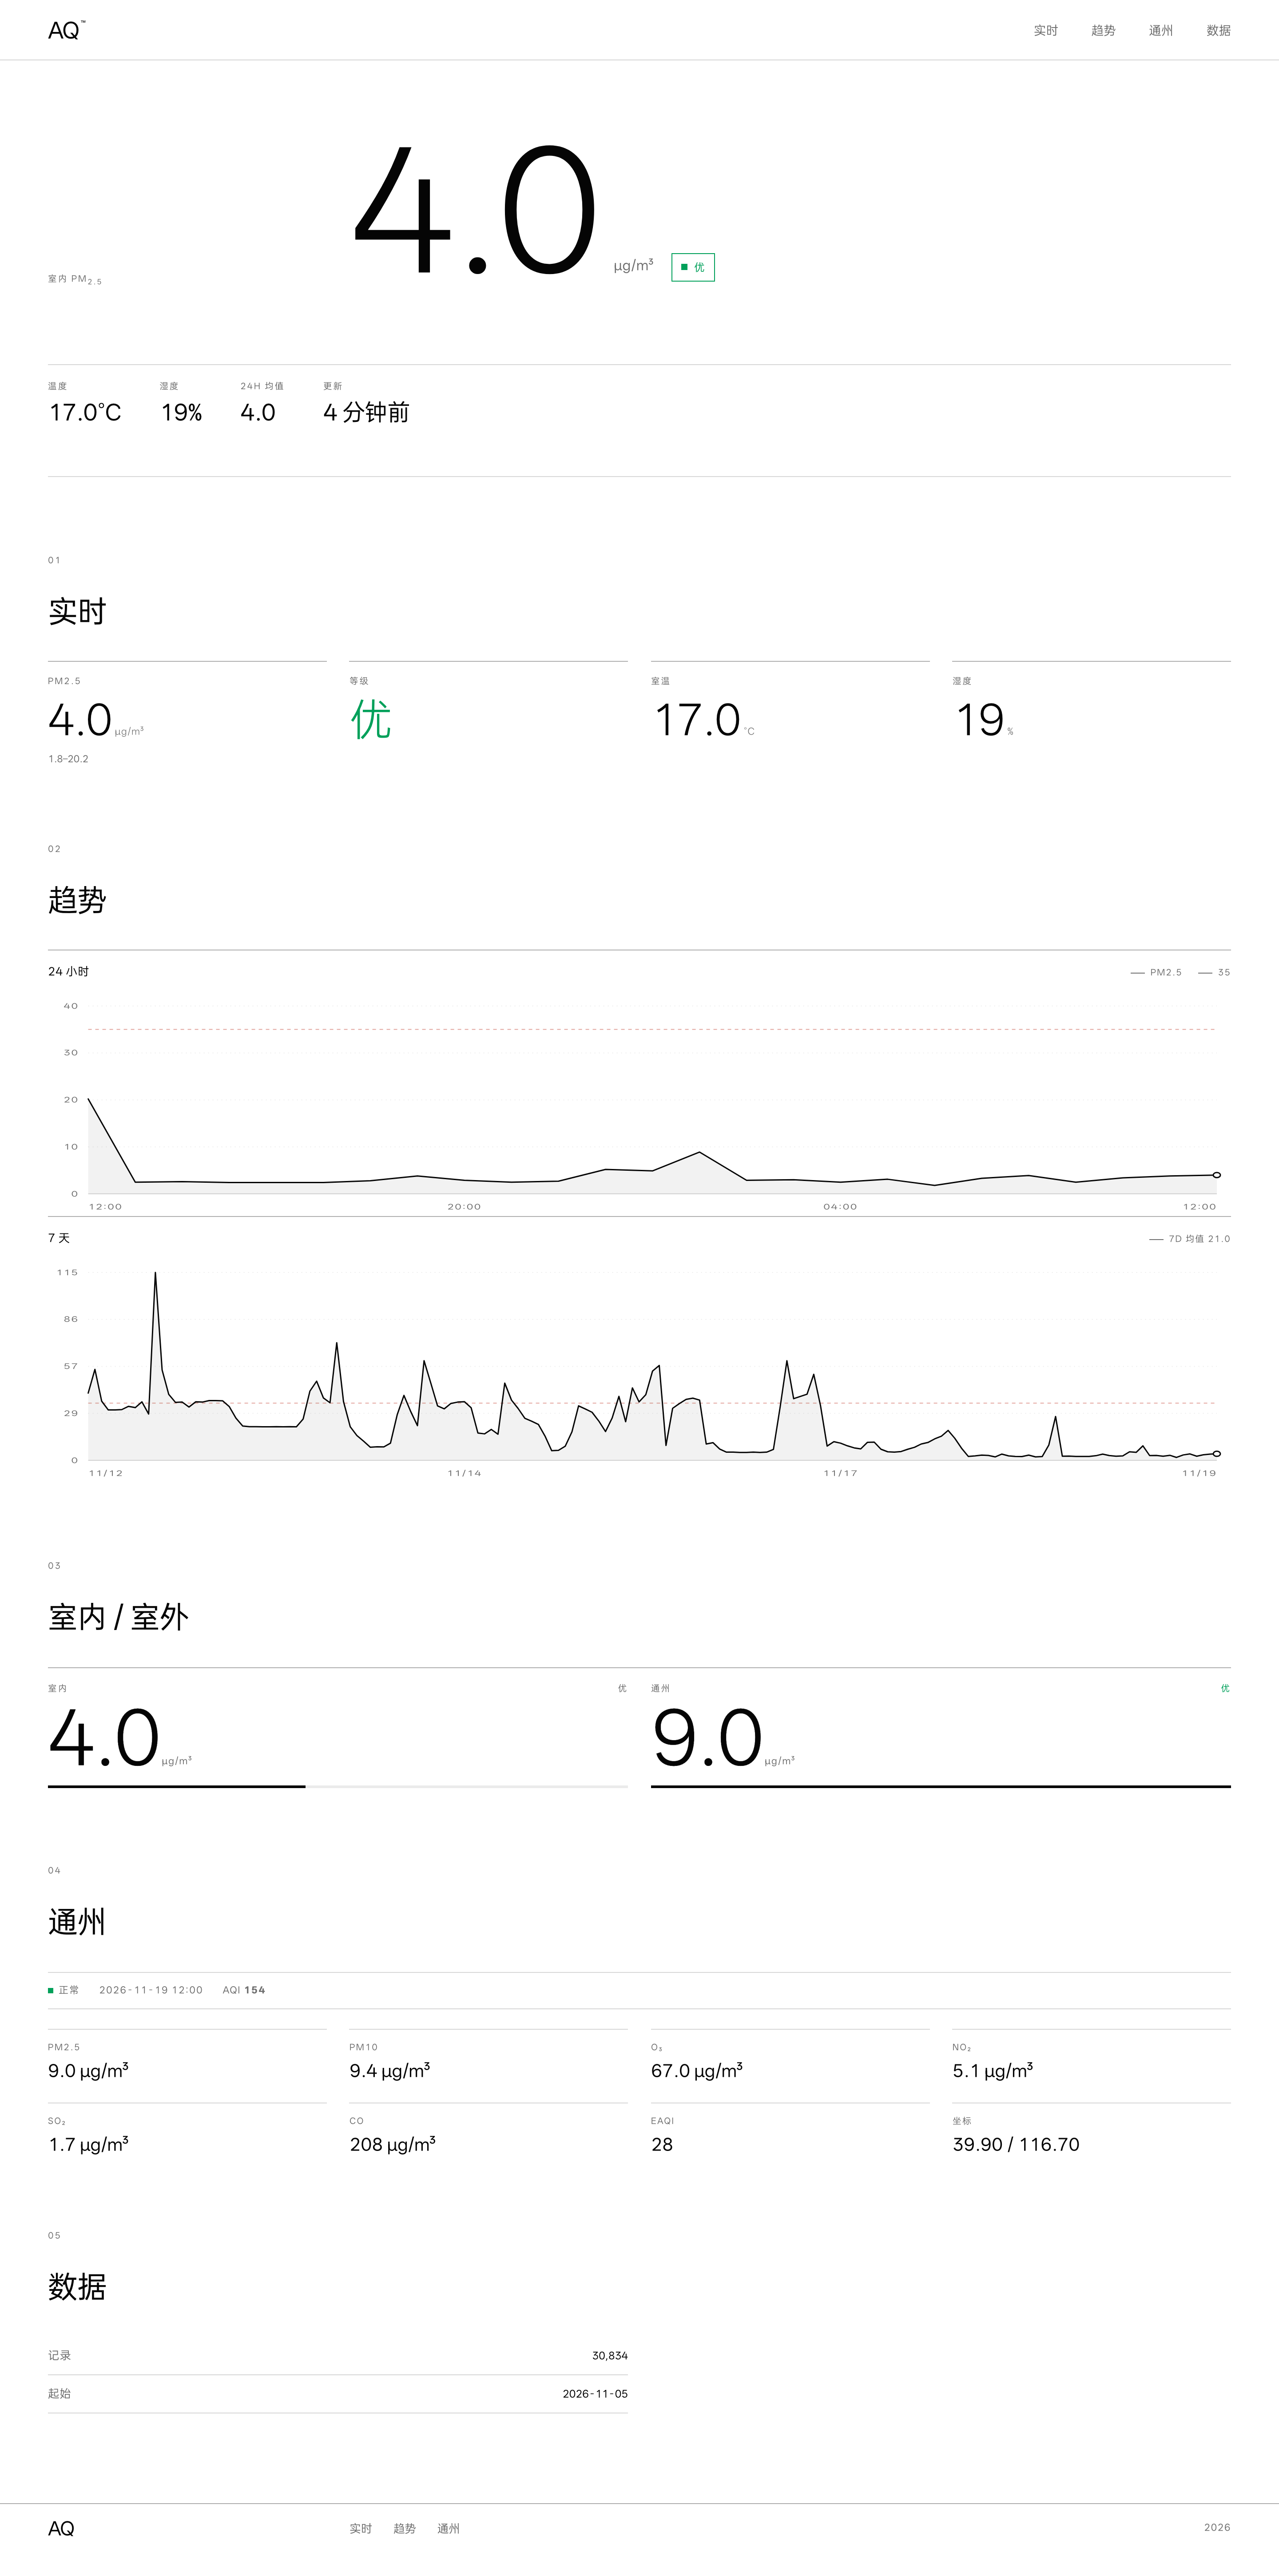 AQ™
实时 趋势 通州 数据
4.0 µg/m³ 优
室内 PM2.5
温度 湿度 24H 均值 更新
17.0°C 19% 4.0 4 分钟前
01
实时
PM2.5 等级 室温 湿度
4.0 µg/m³ 优 17.0 °C 19 %
1.8–20.2
02
趋势
24 小时 PM2.5 35
40
30
20
10
0
12:00 20:00 04:00 12:00
7 天 7D 均值 21.0
115
86
57
29
0
11/12 11/14 11/17 11/19
03
室内 / 室外
室内 优 通州 优
4.0 µg/m³ 9.0 µg/m³
04
通州
正常 2026-11-19 12:00 AQI 154
PM2.5 PM10 O₃ NO₂
9.0 µg/m³ 9.4 µg/m³ 67.0 µg/m³ 5.1 µg/m³
SO₂ CO EAQI 坐标
1.7 µg/m³ 208 µg/m³ 28 39.90 / 116.70
05
数据
记录 30,834
起始 2026-11-05
AQ 实时 趋势 通州 2026